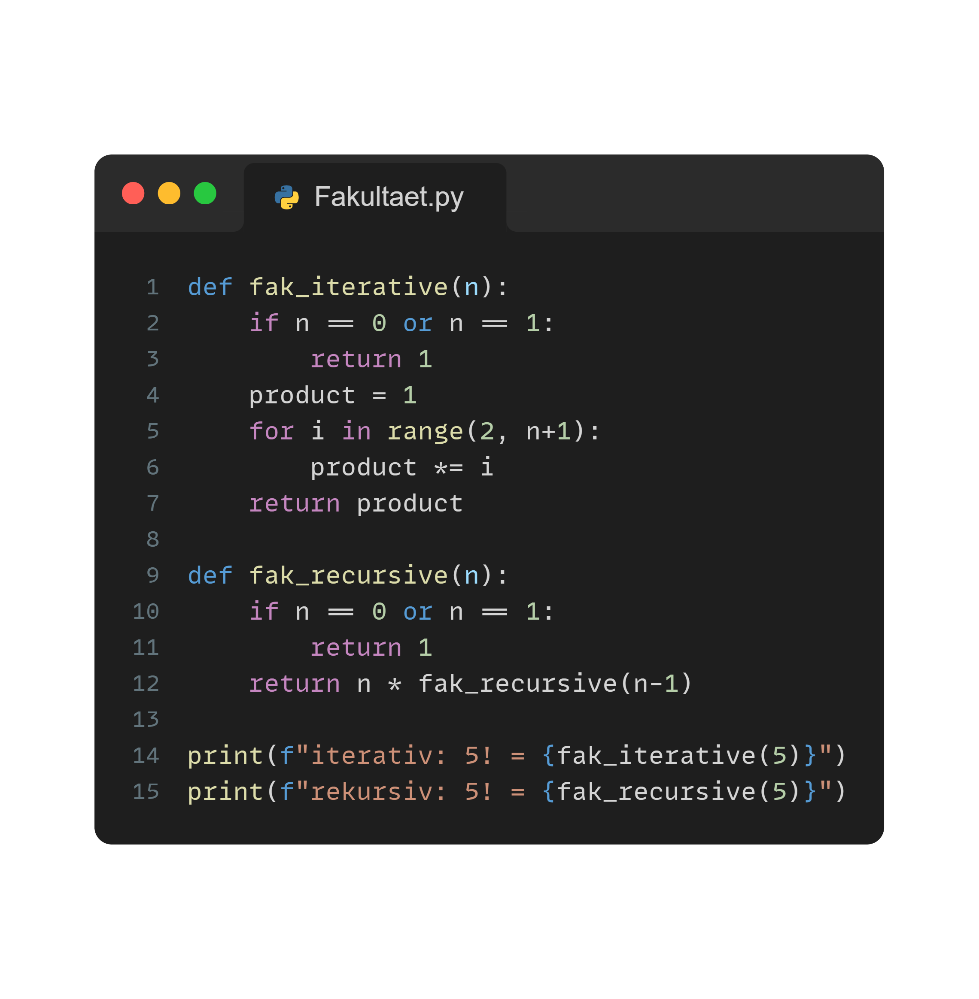 Fakultaet.py
1 def fak_iterative(n):
2     if n == 0 or n == 1:
3         return 1
4     product = 1
5     for i in range(2, n+1):
6         product *= i
7     return product
8
9 def fak_recursive(n):
10     if n == 0 or n == 1:
11         return 1
12     return n * fak_recursive(n-1)
13
14 print(f"iterativ: 5! = {fak_iterative(5)}")
15 print(f"rekursiv: 5! = {fak_recursive(5)}")